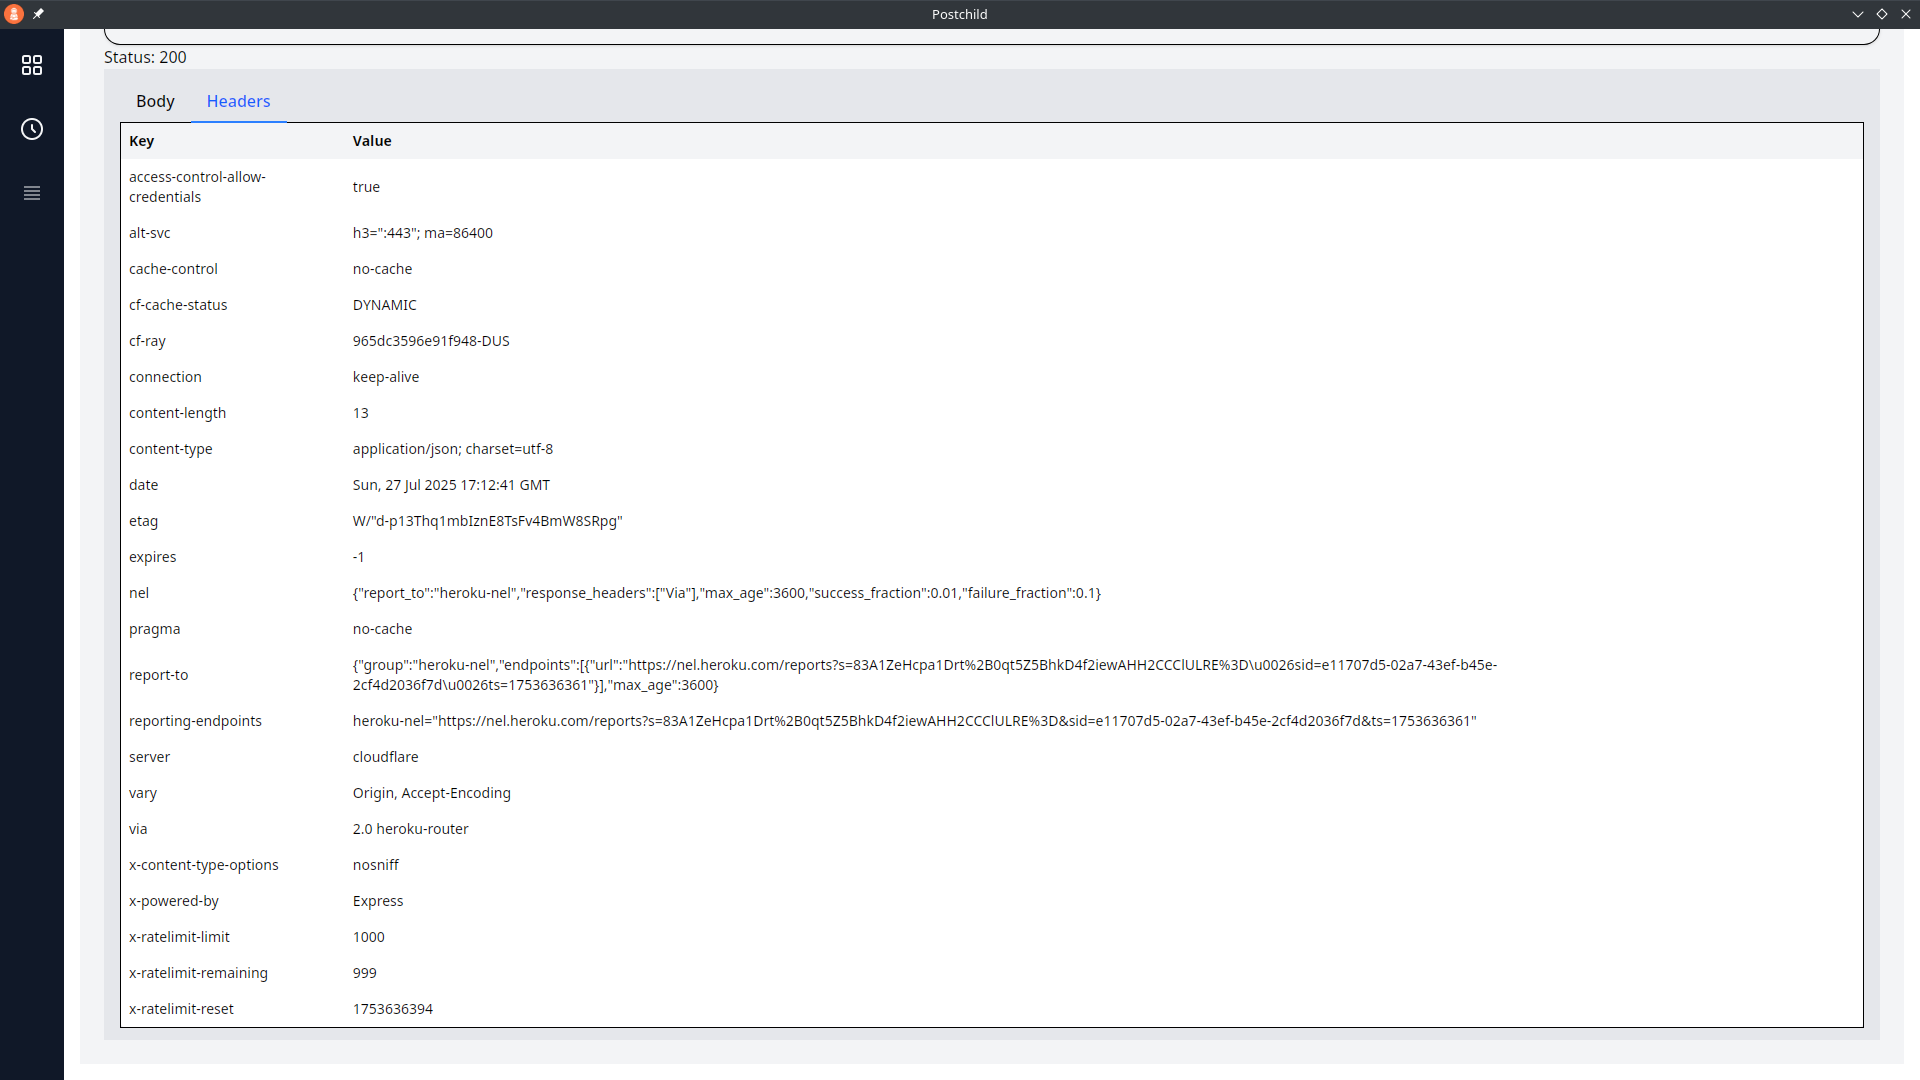 Postchild
Status: 200
Body Headers
Key Value
access-control-allow-
credentials
true
alt-svc h3=":443"; ma=86400
cache-control no-cache
cf-cache-status DYNAMIC
cf-ray 965dc3596e91f948-DUS
connection keep-alive
content-length 13
content-type application/json; charset=utf-8
date Sun, 27 Jul 2025 17:12:41 GMT
etag W/"d-p13Thq1mbIznE8TsFv4BmW8SRpg"
expires -1
nel {"report_to":"heroku-nel","response_headers":["Via"],"max_age":3600,"success_fraction":0.01,"failure_fraction":0.1}
pragma no-cache
report-to
{"group":"heroku-nel","endpoints":[{"url":"https://nel.heroku.com/reports?s=83A1ZeHcpa1Drt%2B0qt5Z5BhkD4f2iewAHH2CCClULRE%3D\u0026sid=e11707d5-02a7-43ef-b45e-
2cf4d2036f7d\u0026ts=1753636361"}],"max_age":3600}
reporting-endpoints heroku-nel="https://nel.heroku.com/reports?s=83A1ZeHcpa1Drt%2B0qt5Z5BhkD4f2iewAHH2CCClULRE%3D&sid=e11707d5-02a7-43ef-b45e-2cf4d2036f7d&ts=1753636361"
server cloudflare
vary Origin, Accept-Encoding
via 2.0 heroku-router
x-content-type-options nosniff
x-powered-by Express
x-ratelimit-limit 1000
x-ratelimit-remaining 999
x-ratelimit-reset 1753636394